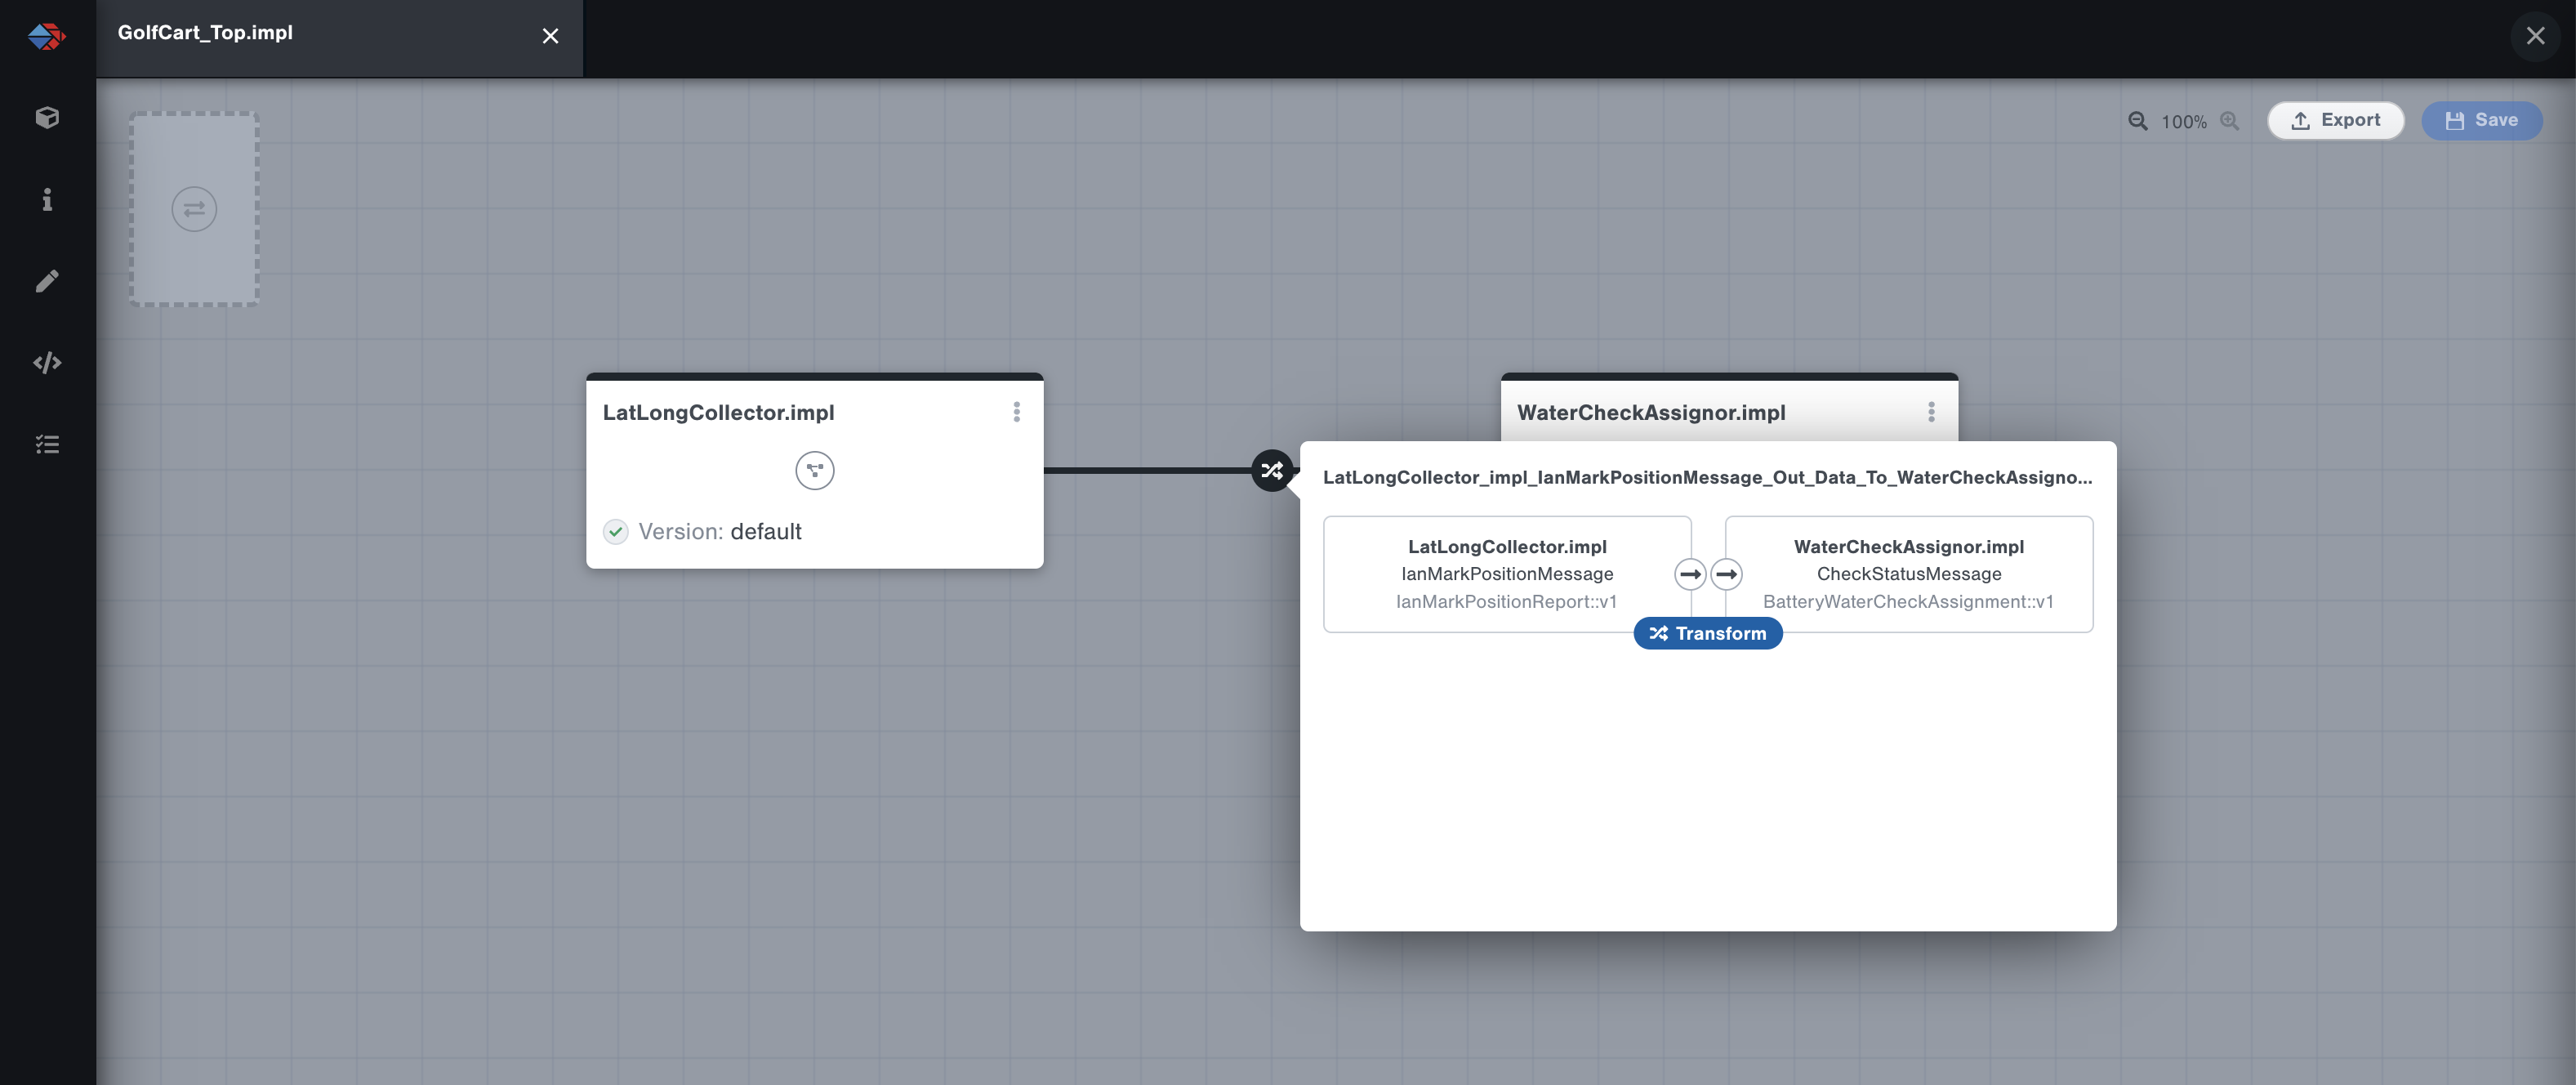 GolfCart_Top.impl
100%
Export
Save
LatLongCollector.impl
Version: default
WaterCheckAssignor.impl
LatLongCollector_impl_IanMarkPositionMessage_Out_Data_To_WaterCheckAssigno...
LatLongCollector.impl
IanMarkPositionMessage
IanMarkPositionReport::v1
WaterCheckAssignor.impl
CheckStatusMessage
BatteryWaterCheckAssignment::v1
Transform